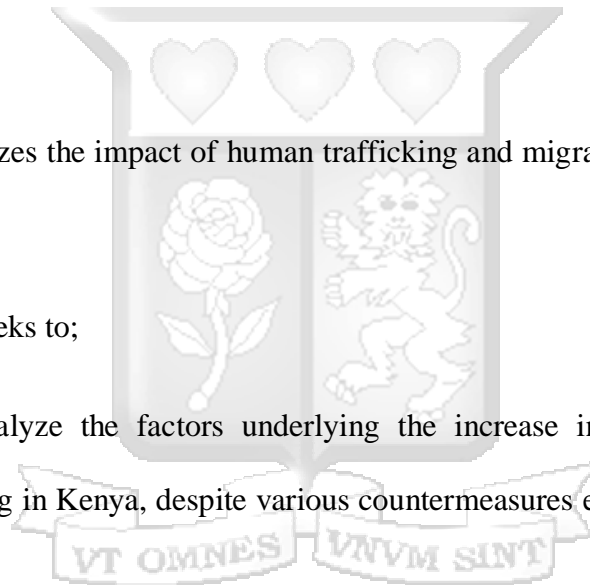 zes the impact of human trafficking and migra
eks to;
alyze the factors underlying the increase in
g in Kenya, despite various countermeasures e
VT OMNES VNVM SINT